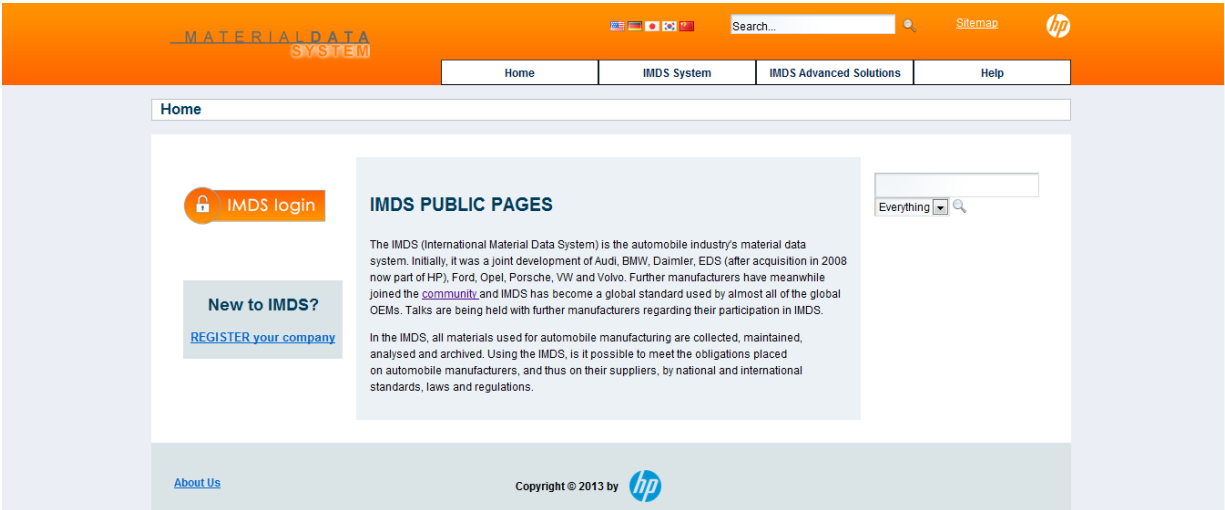 MATERIALDATA
SYSTEM
Search...
Sitemap
hp
Home
IMDS System
IMDS Advanced Solutions
Help
Home
IMDS login
New to IMDS?
REGISTER your company
IMDS PUBLIC PAGES
The IMDS (International Material Data System) is the automobile industry's material data
system. Initially, it was a joint development of Audi, BMW, Daimler, EDS (after acquisition in 2008
now part of HP), Ford, Opel, Porsche, VW and Volvo. Further manufacturers have meanwhile
joined the community and IMDS has become a global standard used by almost all of the global
OEMs. Talks are being held with further manufacturers regarding their participation in IMDS.
In the IMDS, all materials used for automobile manufacturing are collected, maintained,
analysed and archived. Using the IMDS, is it possible to meet the obligations placed
on automobile manufacturers, and thus on their suppliers, by national and international
standards, laws and regulations.
Everything
About Us
Copyright © 2013 by hp